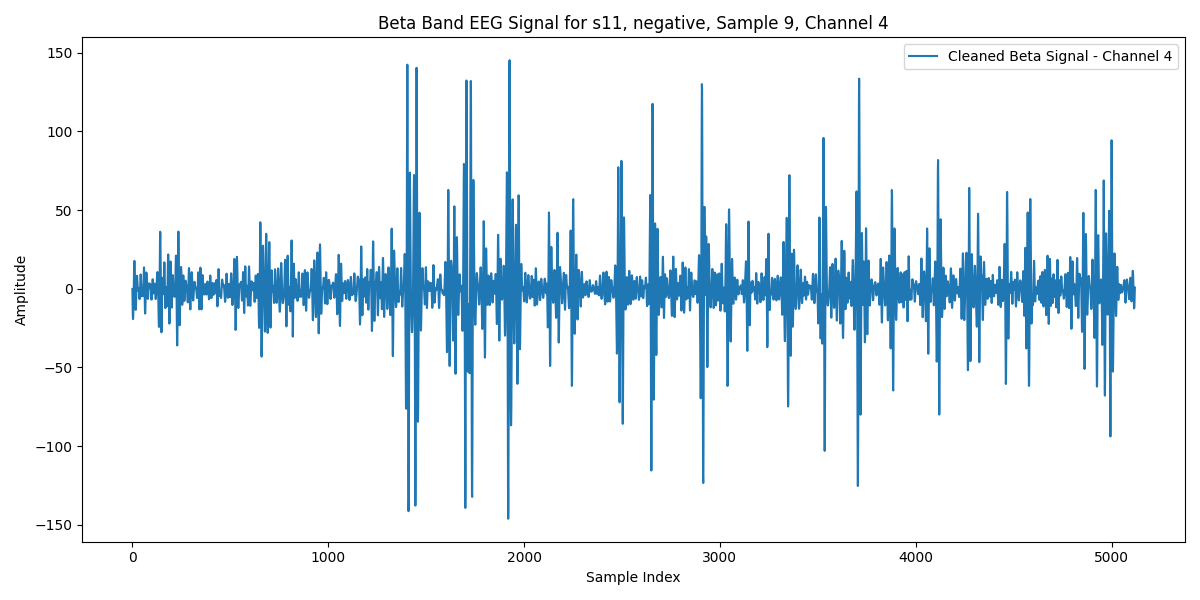 Beta Band EEG Signal for s11, negative, Sample 9, Channel 4
Cleaned Beta Signal - Channel 4
Amplitude
150
100
50
0
−50
−100
−150
0 1000 2000 3000 4000 5000
Sample Index